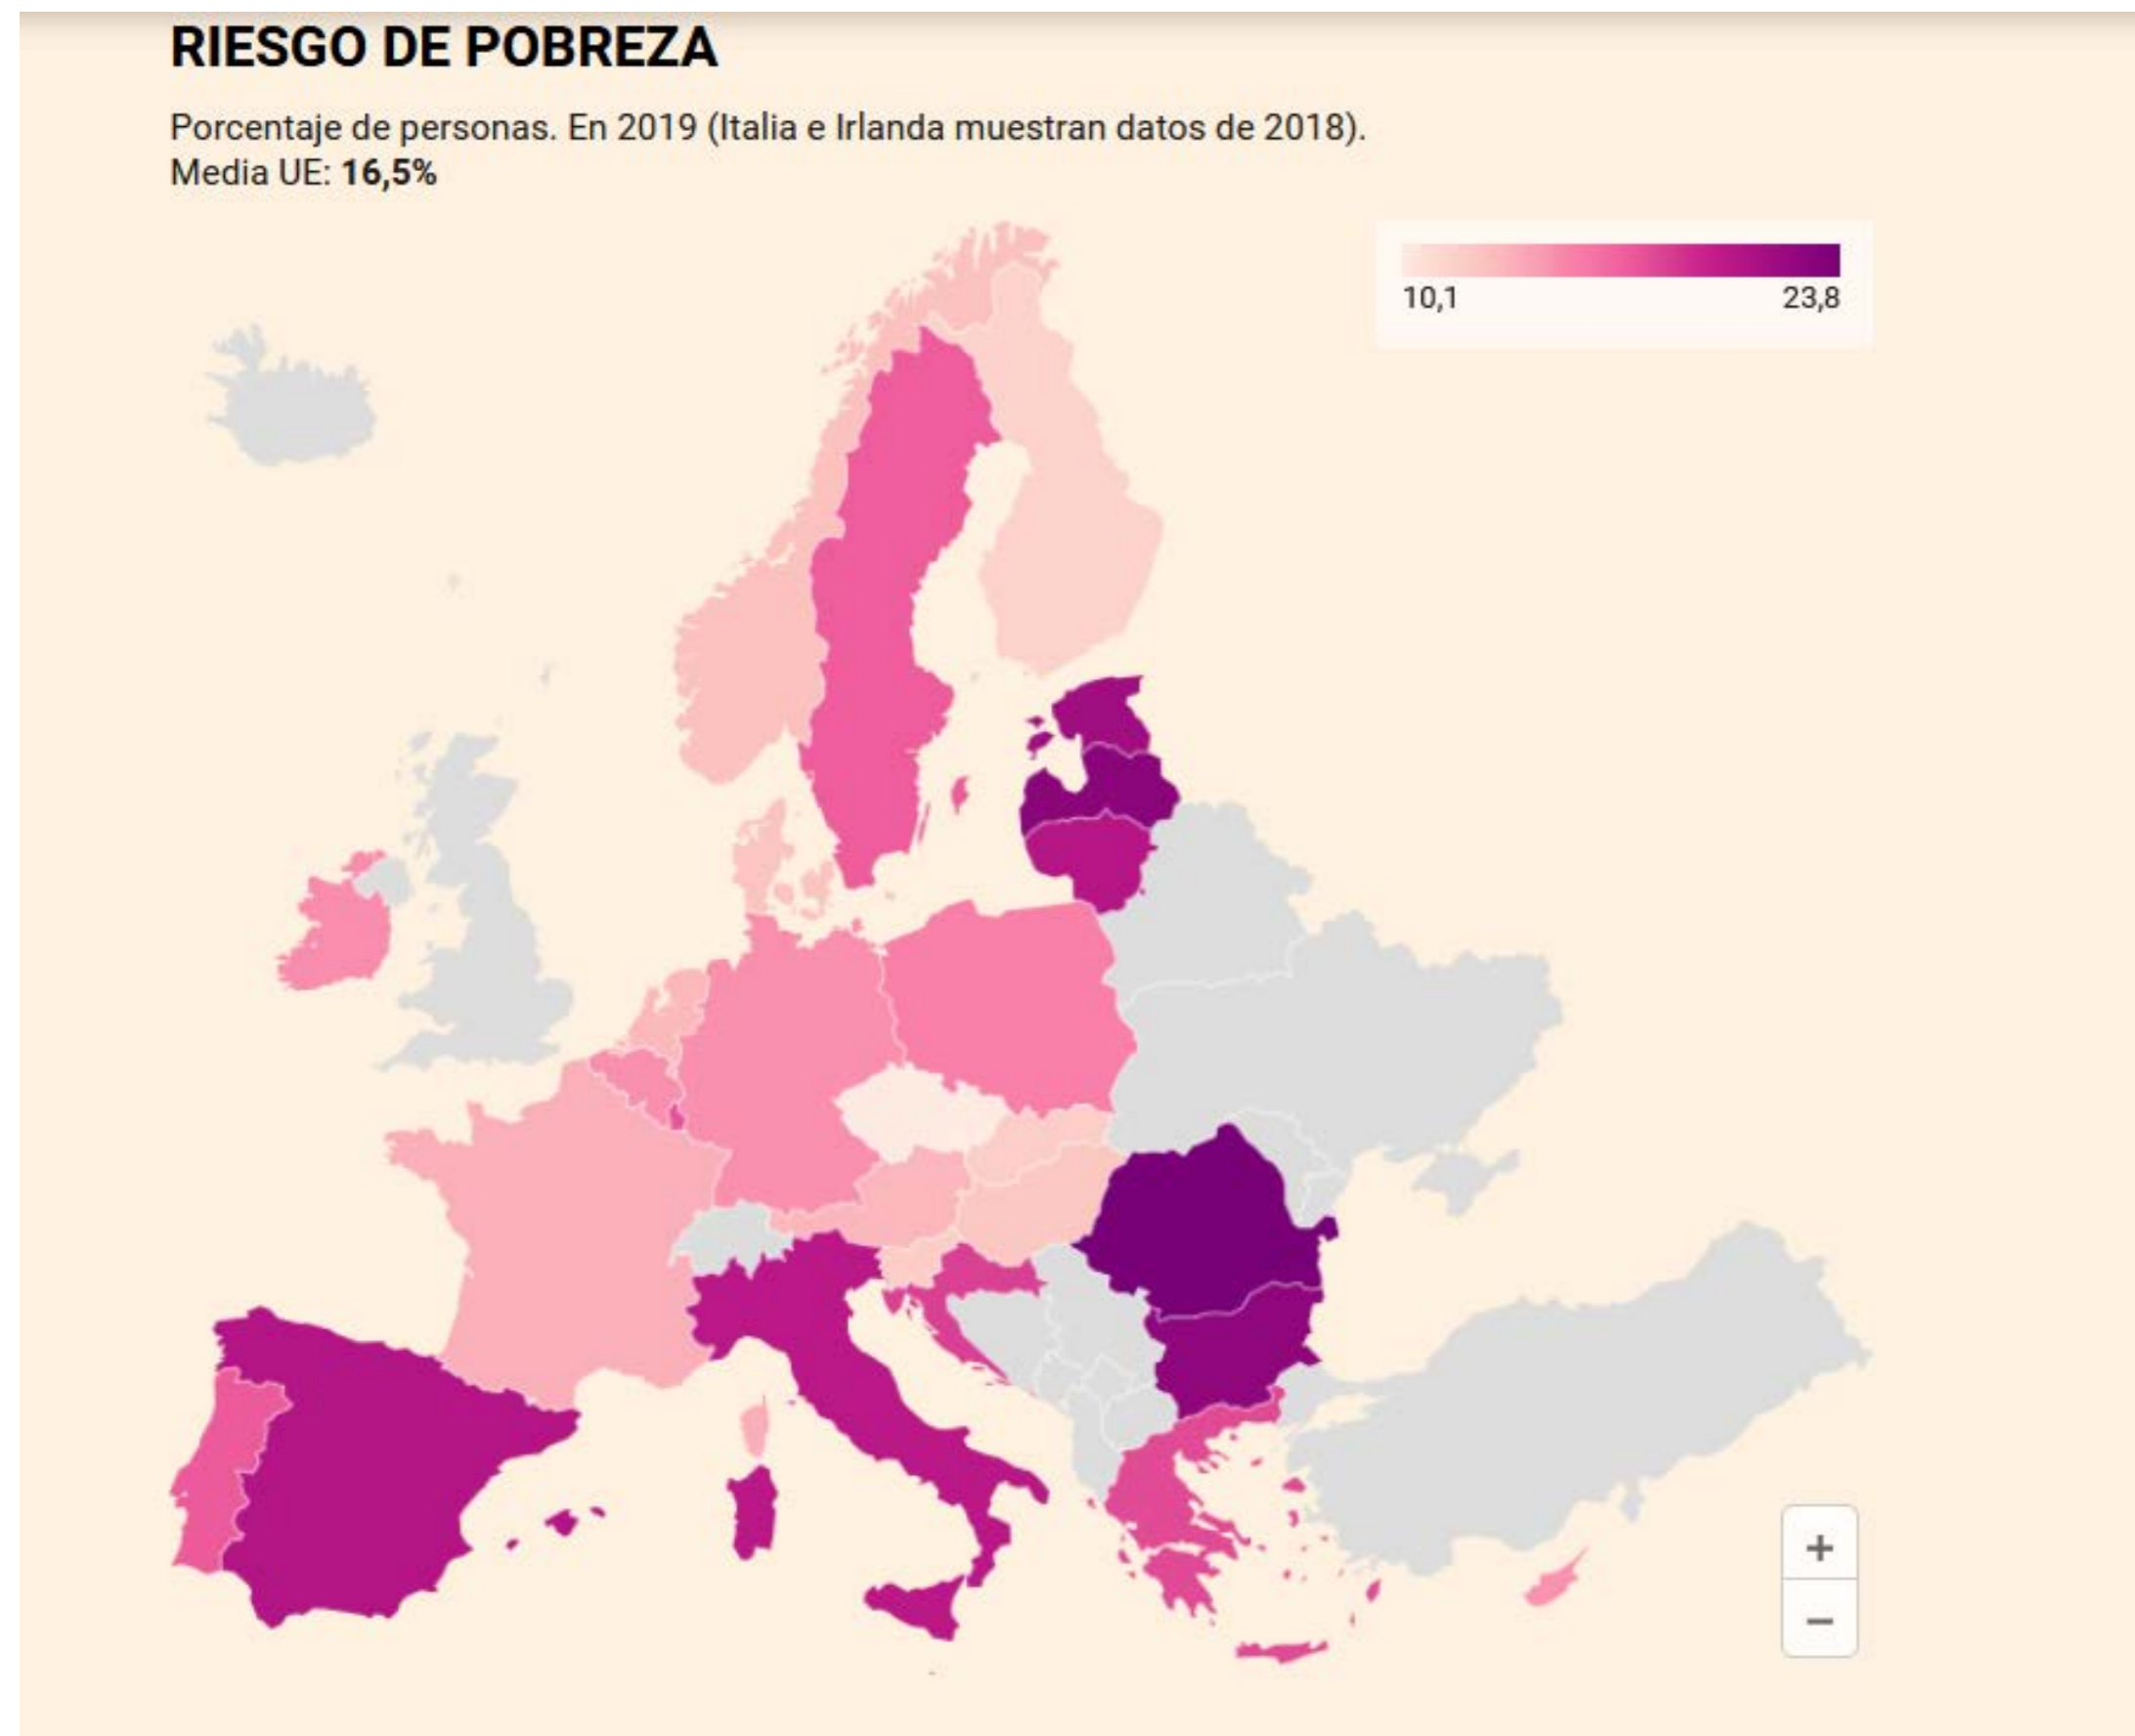 RIESGO DE POBREZA
Porcentaje de personas. En 2019 (Italia e Irlanda muestran datos de 2018).
Media UE: 16,5%
10,1 23,8
+
−